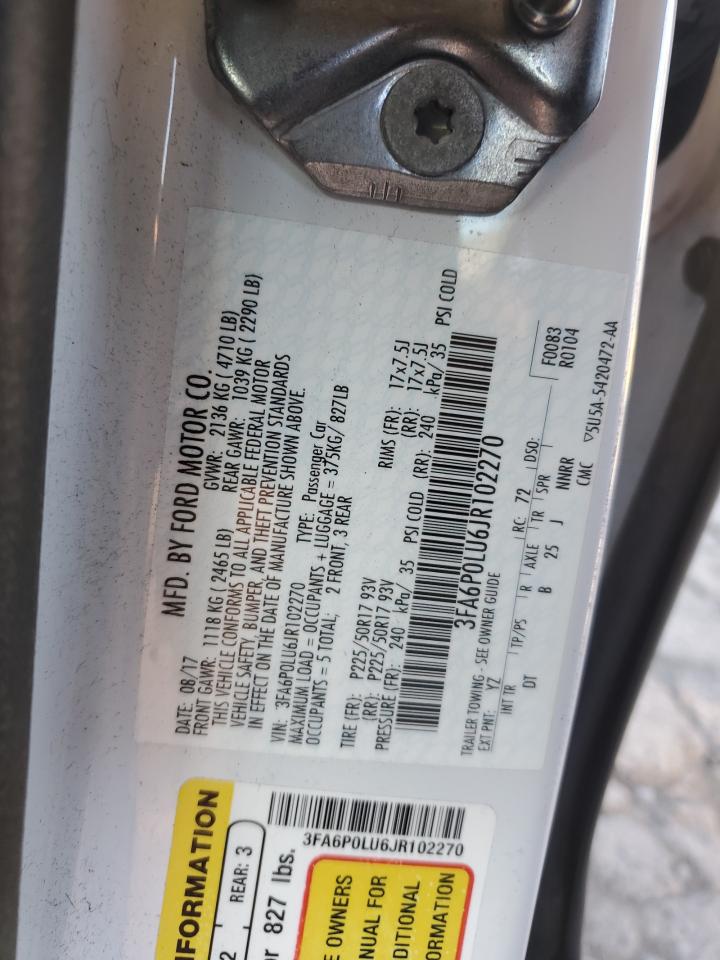 MFD. BY FORD MOTOR CO.
DATE: 08/17 GVWR: 2136 KG ( 4710 LB)
FRONT GAWR: 1118 KG ( 2465 LB) REAR GAWR: 1039 KG ( 2290 LB)
THIS VEHICLE CONFORMS TO ALL APPLICABLE FEDERAL MOTOR
VEHICLE SAFETY, BUMPER, AND THEFT PREVENTION STANDARDS
IN EFFECT ON THE DATE OF MANUFACTURE SHOWN ABOVE.
VIN: 3FA6P0LU6JR102270 TYPE: Passenger Car
MAXIMUM LOAD = OCCUPANTS + LUGGAGE = 375KG/ 827LB
OCCUPANTS = 5 TOTAL; 2 FRONT, 3 REAR
TIRE (FR): P225/50R17 93V RIMS (FR): 17x7.5J
(RR): P225/50R17 93V (RR): 17x7.5J
PRESSURE (FR): 240 kPa/ 35 PSI COLD (RR): 240 kPa/ 35 PSI COLD
3FA6P0LU6JR102270
TRAILER TOWING - SEE OWNER GUIDE
EXT PNT: YZ RC: 72 DSO:
F0083
R0104
INT TR TP/PS R AXLE TR SPR
DT B 25 J NNRR
CMC
▽5U5A-5420472-AA
NFORMATION
2 REAR: 3
or 827 lbs.
3FA6P0LU6JR102270
E OWNERS
NUAL FOR
DITIONAL
ORMATION